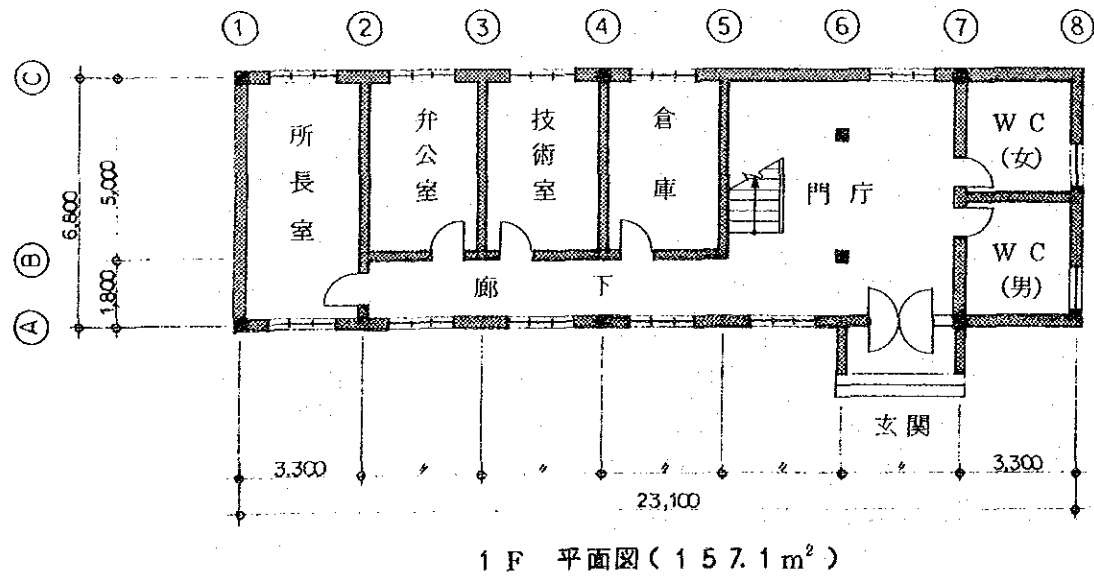 ① ② ③ ④ ⑤ ⑥ ⑦ ⑧
Ⓒ
Ⓑ
Ⓐ
6,800
5,000
1,800
所長室
弁公室
技術室
倉庫
門庁
WC
(女)
WC
(男)
廊下
玄関
3,300 〃 〃 〃 〃 〃 3,300
23,100
1F 平面図(157.1m²)